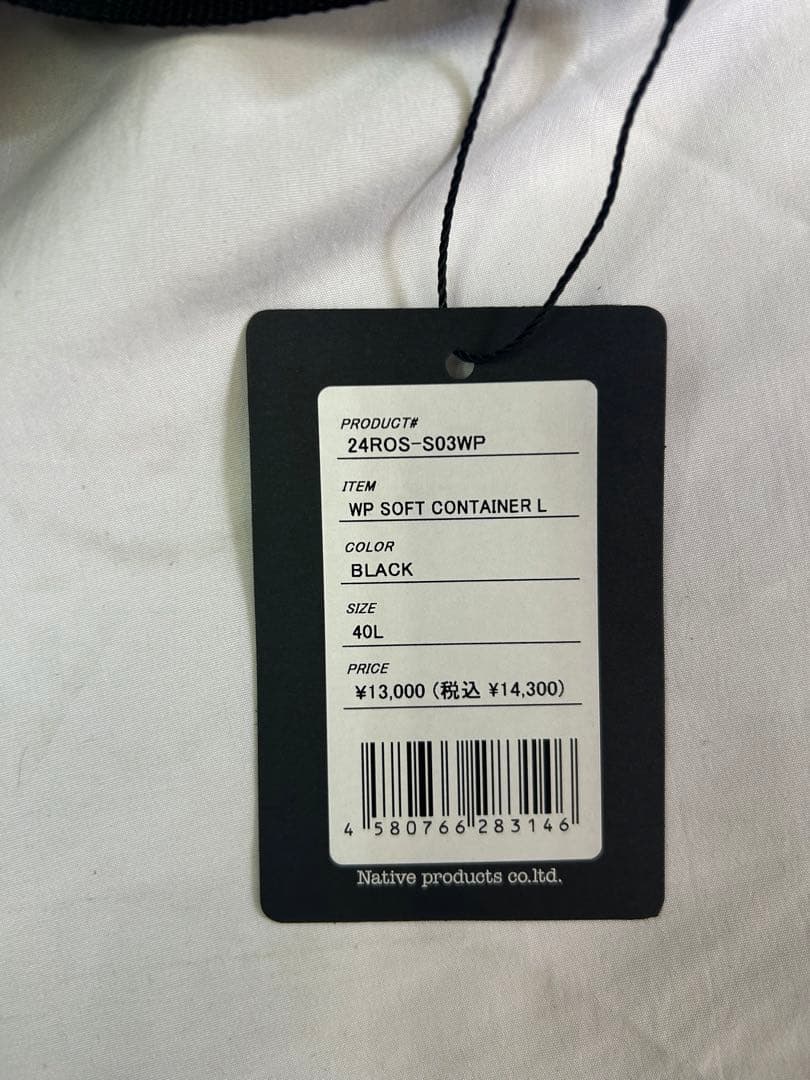 PRODUCT#
24ROS-S03WP
ITEM
WP SOFT CONTAINER L
COLOR
BLACK
SIZE
40L
PRICE
¥13,000 (税込 ¥14,300)
4 580766 283146
Native products co.ltd.